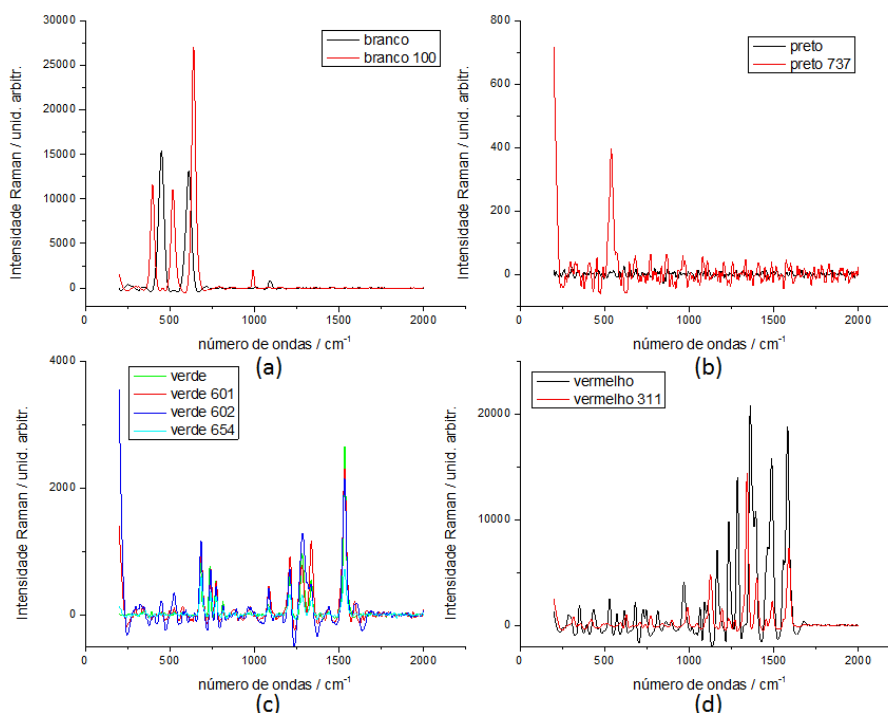 30000
25000
20000
15000
10000
5000
0
Intensidade Raman / unid. arbitr.
branco
branco 100
0 500 1000 1500 2000
número de ondas / cm⁻¹
(a)
800
600
400
200
0
Intensidade Raman / unid. arbitr.
preto
preto 737
0 500 1000 1500 2000
número de ondas / cm⁻¹
(b)
4000
2000
0
Intensidade Raman / unid. arbitr.
verde
verde 601
verde 602
verde 654
0 500 1000 1500 2000
número de ondas / cm⁻¹
(c)
20000
10000
0
Intensidade Raman / unid. arbitr.
vermelho
vermelho 311
0 500 1000 1500 2000
número de ondas / cm⁻¹
(d)